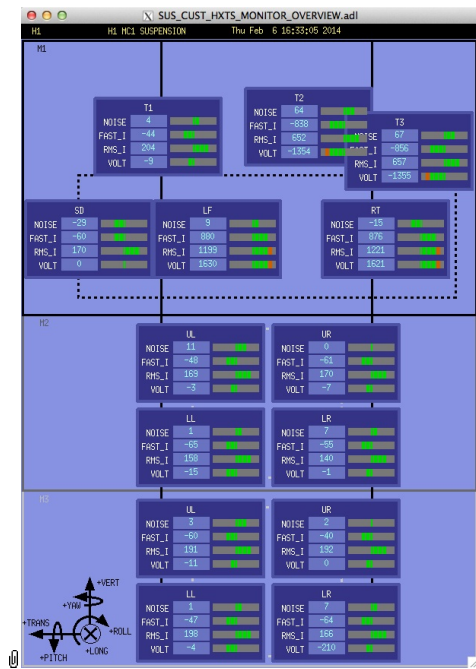 SUS_CUST_HXTS_MONITOR_OVERVIEW.adl
H1 H1 MC1 SUSPENSION Thu Feb 6 16:33:05 2014
M1
T1
NOISE 4
FAST_I -44
RMS_I 204
VOLT -9
T2
NOISE 64
FAST_I -838
RMS_I 652
VOLT -1354
T3
NOISE 67
FAST_I -856
RMS_I 657
VOLT -1355
SD
NOISE -29
FAST_I -60
RMS_I 170
VOLT 0
LF
NOISE 9
FAST_I 880
RMS_I 1199
VOLT 1630
RT
NOISE -15
FAST_I 876
RMS_I 1221
VOLT 1621
M2
UL
NOISE 11
FAST_I -48
RMS_I 169
VOLT -3
UR
NOISE 0
FAST_I -61
RMS_I 170
VOLT -7
LL
NOISE 1
FAST_I -65
RMS_I 158
VOLT -15
LR
NOISE 7
FAST_I -55
RMS_I 140
VOLT -1
M3
UL
NOISE 3
FAST_I -60
RMS_I 191
VOLT -11
UR
NOISE 2
FAST_I -40
RMS_I 192
VOLT 0
LL
NOISE 1
FAST_I -47
RMS_I 198
VOLT -4
LR
NOISE 7
FAST_I -64
RMS_I 166
VOLT -210
+VERT
+YAW
+TRANS
+ROLL
+LONG
+PITCH